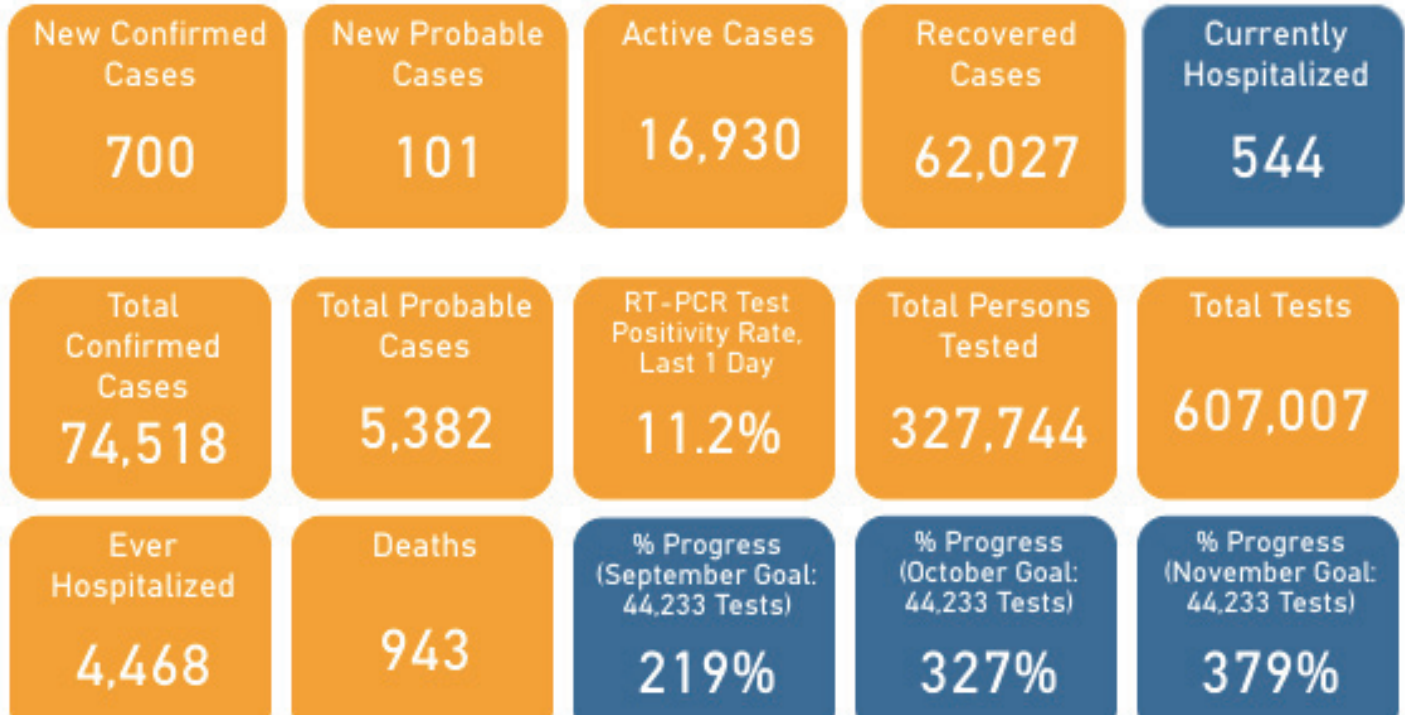 New Confirmed
Cases
700
New Probable
Cases
101
Active Cases
16,930
Recovered
Cases
62,027
Currently
Hospitalized
544
Total
Confirmed
Cases
74,518
Total Probable
Cases
5,382
RT-PCR Test
Positivity Rate,
Last 1 Day
11.2%
Total Persons
Tested
327,744
Total Tests
607,007
Ever
Hospitalized
4,468
Deaths
943
% Progress
(September Goal:
44,233 Tests)
219%
% Progress
(October Goal:
44,233 Tests)
327%
% Progress
(November Goal:
44,233 Tests)
379%